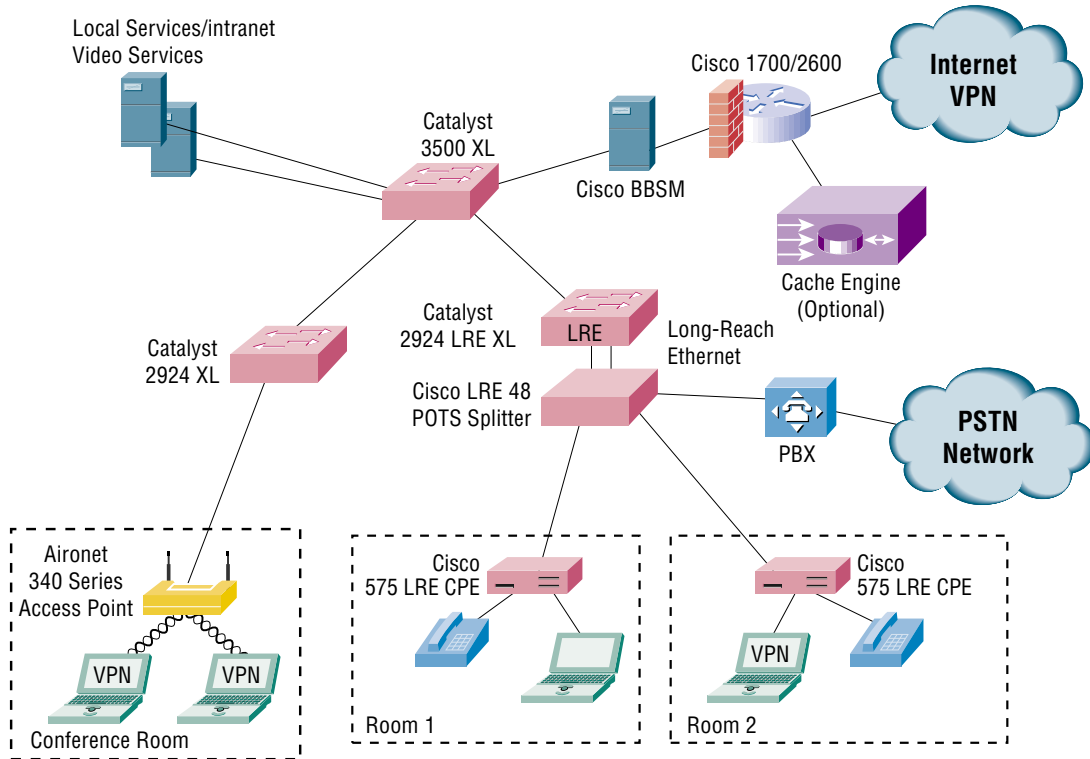 Local Services/intranet
Video Services
Cisco 1700/2600
Internet
VPN
Catalyst
3500 XL
Cisco BBSM
Cache Engine
(Optional)
Catalyst
2924 XL
Catalyst
2924 LRE XL
LRE
Long-Reach
Ethernet
Cisco LRE 48
POTS Splitter
PBX
PSTN
Network
Aironet
340 Series
Access Point
VPN
VPN
Conference Room
Cisco
575 LRE CPE
Room 1
Cisco
575 LRE CPE
VPN
Room 2